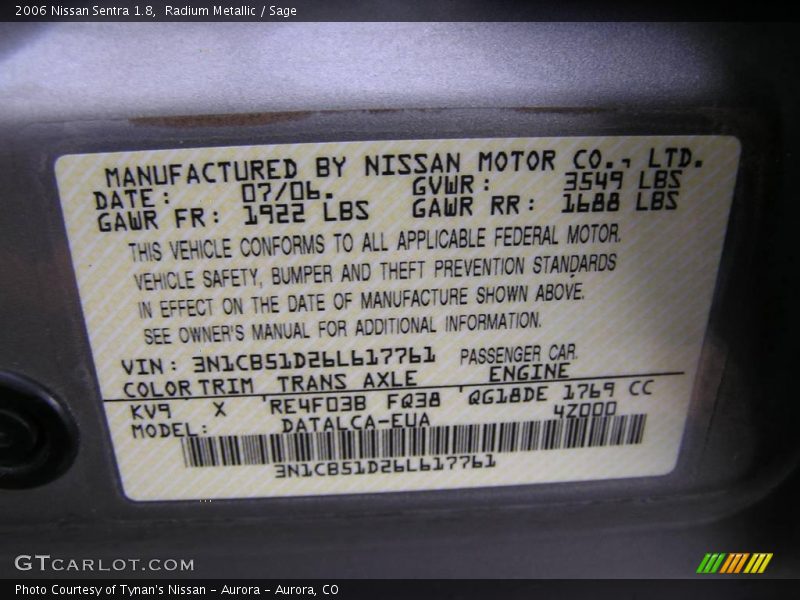 2006 Nissan Sentra 1.8, Radium Metallic / Sage
MANUFACTURED BY NISSAN MOTOR CO., LTD.
DATE: 07/06. GVWR: 3549 LBS
GAWR FR: 1922 LBS GAWR RR: 1688 LBS
THIS VEHICLE CONFORMS TO ALL APPLICABLE FEDERAL MOTOR.
VEHICLE SAFETY, BUMPER AND THEFT PREVENTION STANDARDS
IN EFFECT ON THE DATE OF MANUFACTURE SHOWN ABOVE.
SEE OWNER'S MANUAL FOR ADDITIONAL INFORMATION.
VIN: 3N1CB51D26L617761 PASSENGER CAR.
COLOR TRIM TRANS AXLE ENGINE
KV9 X 'RE4F03B FQ38 'QG18DE 1769 CC
MODEL: DATALCA-EUA 4Z000
3N1CB51D26L617761
GTCARLOT.COM
Photo Courtesy of Tynan's Nissan - Aurora - Aurora, CO